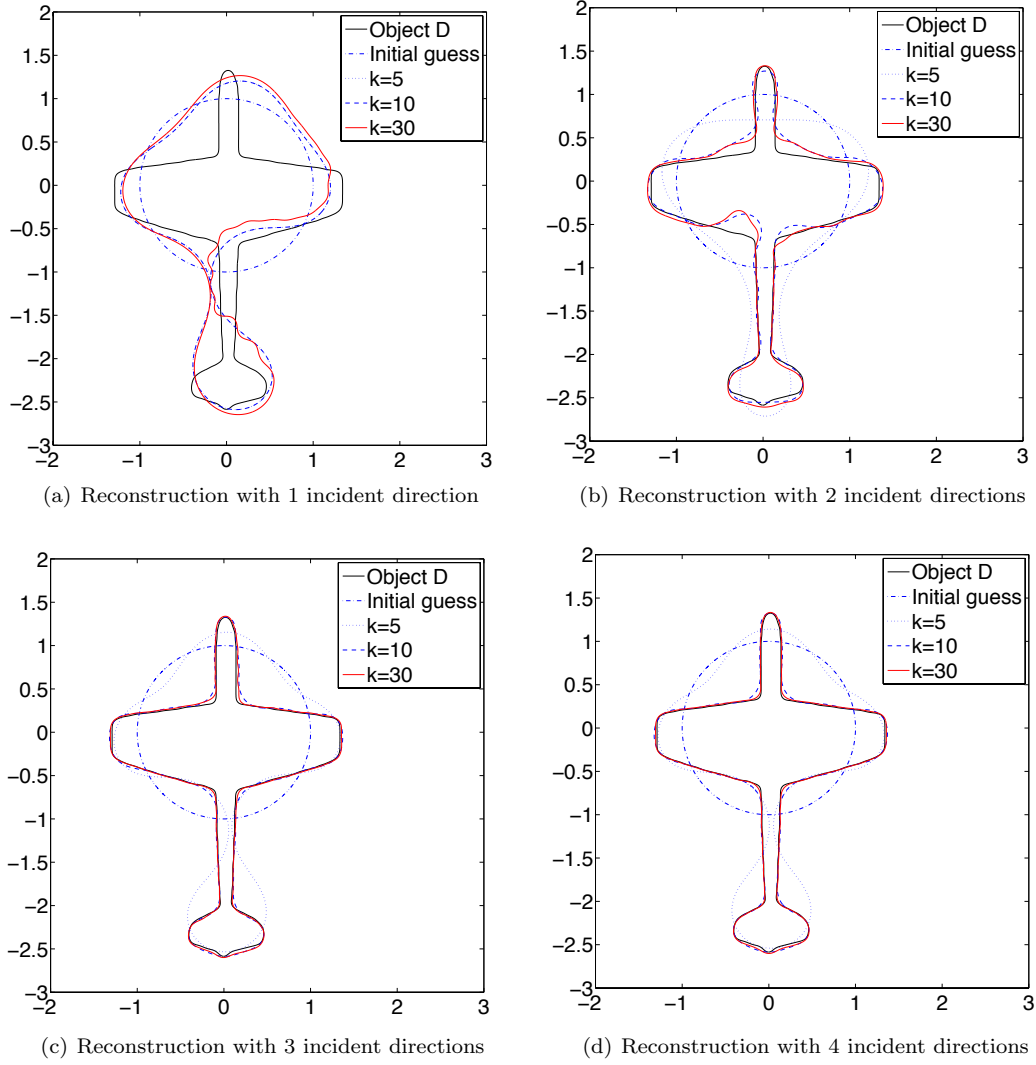 2
1.5
1
0.5
0
−0.5
−1
−1.5
−2
−2.5
−3
−2
−1
0
1
2
3
Object D
Initial guess
k=5
k=10
k=30
(a) Reconstruction with 1 incident direction
2
1.5
1
0.5
0
−0.5
−1
−1.5
−2
−2.5
−3
−2
−1
0
1
2
3
Object D
Initial guess
k=5
k=10
k=30
(b) Reconstruction with 2 incident directions
2
1.5
1
0.5
0
−0.5
−1
−1.5
−2
−2.5
−3
−2
−1
0
1
2
3
Object D
Initial guess
k=5
k=10
k=30
(c) Reconstruction with 3 incident directions
2
1.5
1
0.5
0
−0.5
−1
−1.5
−2
−2.5
−3
−2
−1
0
1
2
3
Object D
Initial guess
k=5
k=10
k=30
(d) Reconstruction with 4 incident directions